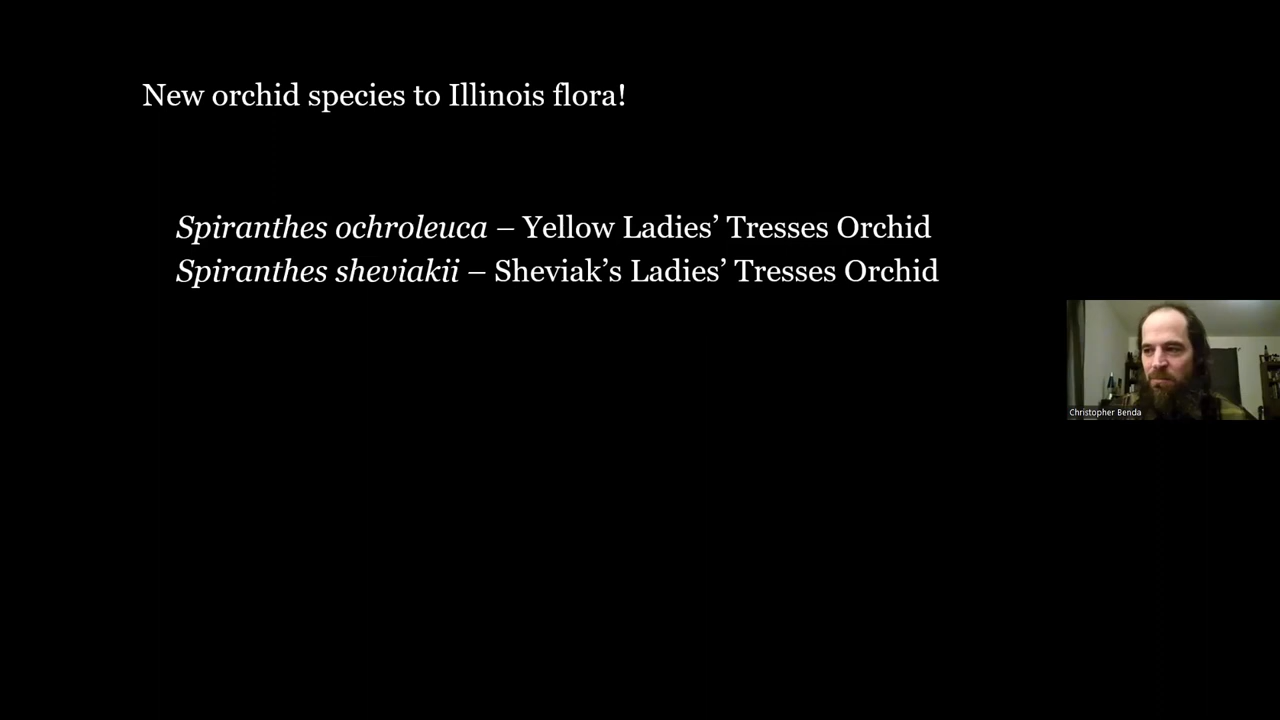 New orchid species to Illinois flora!
Spiranthes ochroleuca – Yellow Ladies’ Tresses Orchid
Spiranthes sheviakii – Sheviak’s Ladies’ Tresses Orchid
Christopher Benda